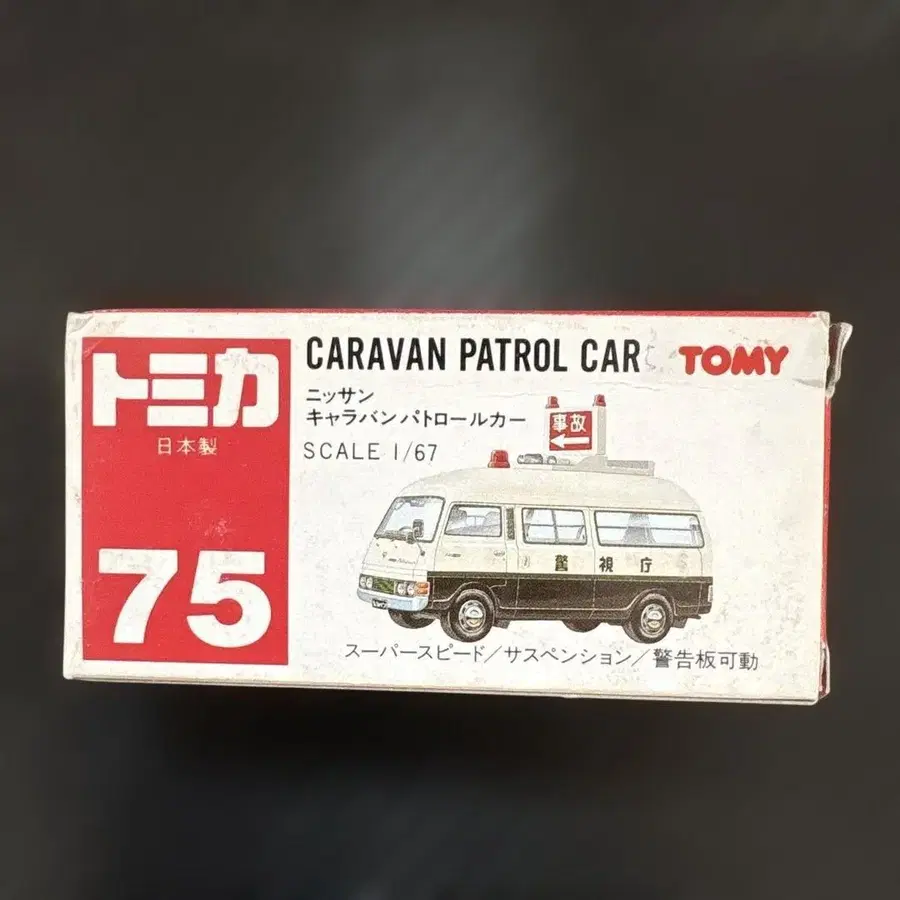 トミカ
日本製
75
CARAVAN PATROL CAR
TOMY
ニッサン
キャラバンパトロールカー
SCALE 1/67
事故
警視庁
スーパースピード/サスペンション/警告板可動